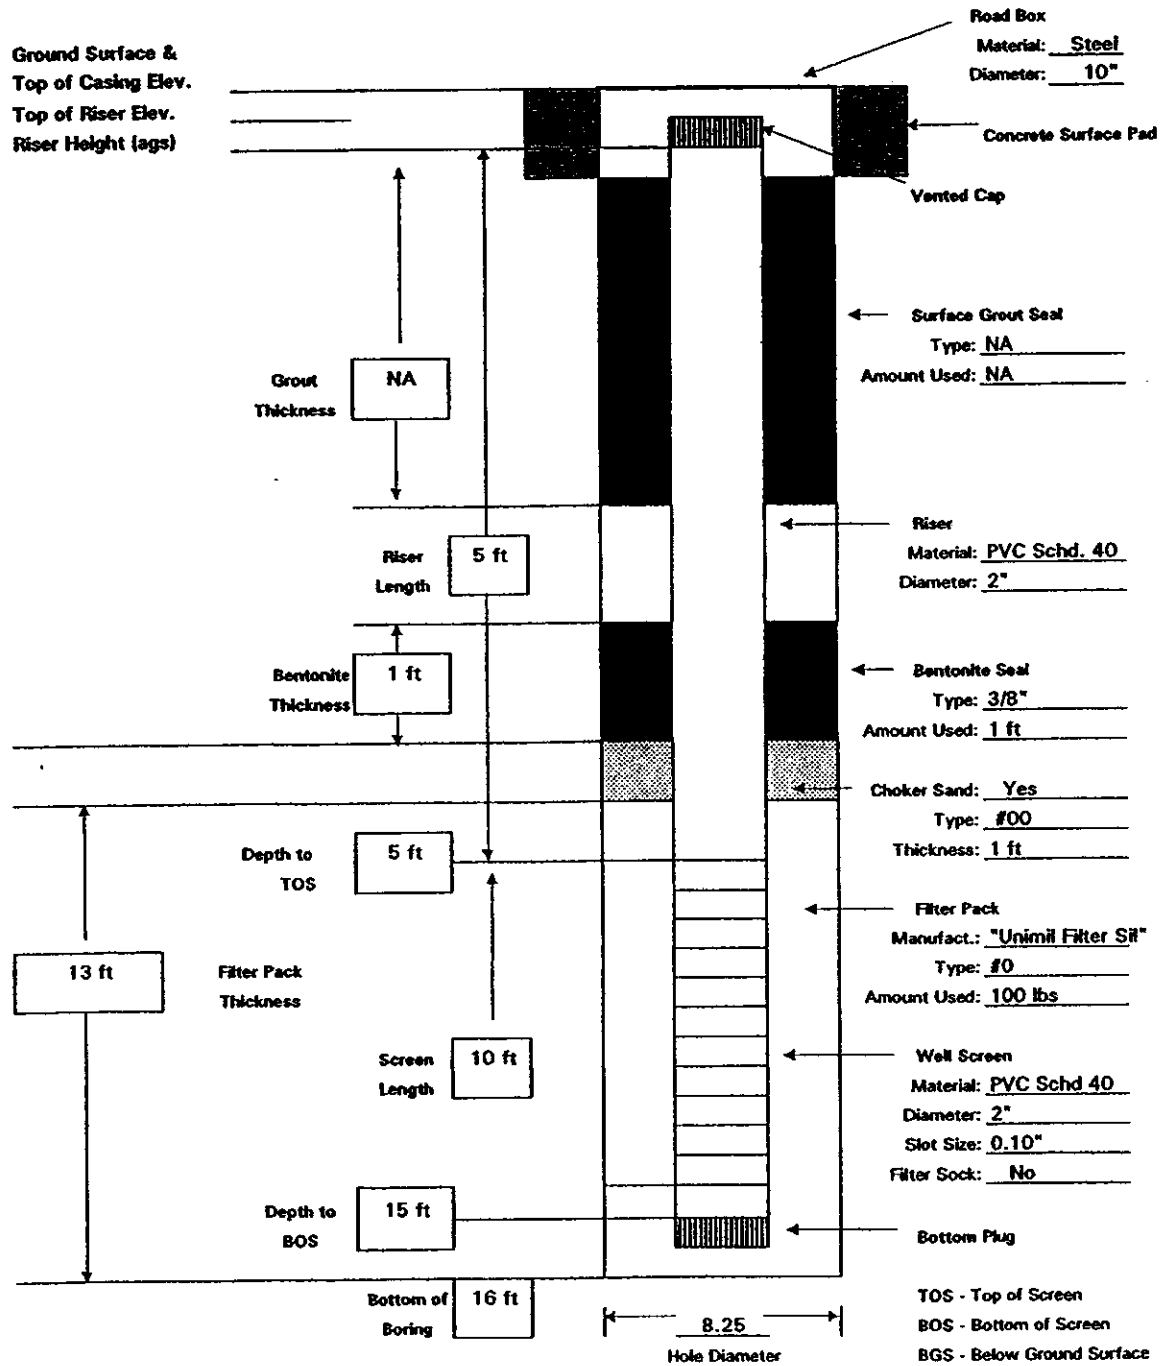 Road Box
Material: Steel
Diameter: 10"
Ground Surface &
Top of Casing Elev.
Top of Riser Elev.
Riser Height (ags)
Concrete Surface Pad
Vented Cap
Surface Grout Seal
Type: NA
Amount Used: NA
Grout
Thickness
NA
Riser
Material: PVC Schd. 40
Diameter: 2"
Riser
Length
5 ft
Bentonite
Thickness
1 ft
Bentonite Seal
Type: 3/8"
Amount Used: 1 ft
Choker Sand: Yes
Type: #00
Thickness: 1 ft
Depth to
TOS
5 ft
Filter Pack
Manufact.: "Unimil Filter Sil"
Type: #0
Amount Used: 100 lbs
13 ft
Filter Pack
Thickness
Screen
Length
10 ft
Well Screen
Material: PVC Schd 40
Diameter: 2"
Slot Size: 0.10"
Filter Sock: No
Depth to
BOS
15 ft
Bottom Plug
Bottom of
Boring
16 ft
8.25
Hole Diameter
TOS - Top of Screen
BOS - Bottom of Screen
BGS - Below Ground Surface